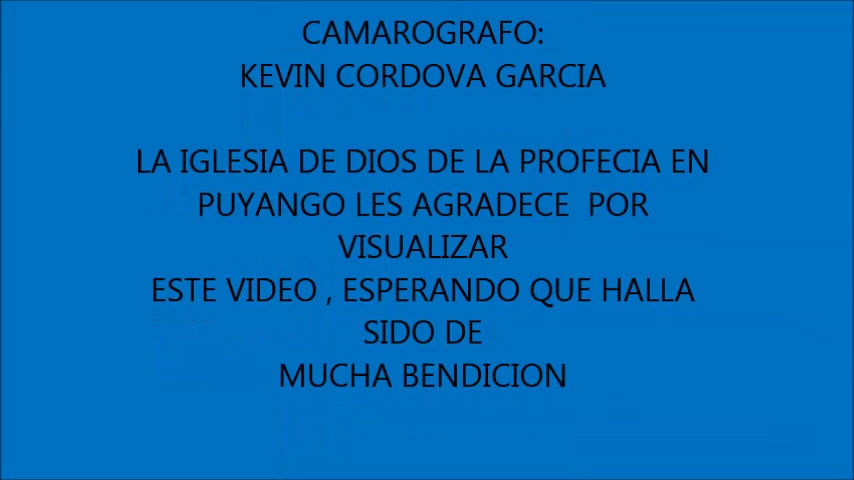 CAMAROGRAFO:
KEVIN CORDOVA GARCIA
LA IGLESIA DE DIOS DE LA PROFECIA EN
PUYANGO LES AGRADECE  POR
VISUALIZAR
ESTE VIDEO , ESPERANDO QUE HALLA
SIDO DE
MUCHA BENDICION